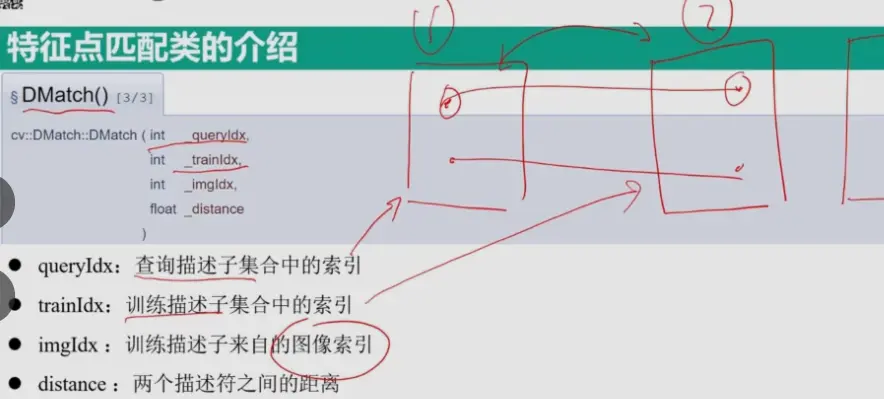 特征点匹配类的介绍
① ②
§ DMatch() [3/3]
cv::DMatch::DMatch ( int _queryIdx,
int _trainIdx,
int _imgIdx,
float _distance
)
● queryIdx：查询描述子集合中的索引
● trainIdx：训练描述子集合中的索引
● imgIdx ：训练描述子来自的图像索引
● distance ：两个描述符之间的距离